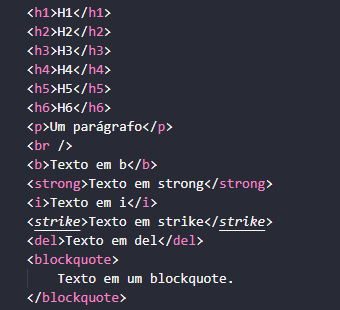 <h1>H1</h1>
<h2>H2</h2>
<h3>H3</h3>
<h4>H4</h4>
<h5>H5</h5>
<h6>H6</h6>
<p>Um parágrafo</p>
<br />
<b>Texto em b</b>
<strong>Texto em strong</strong>
<i>Texto em i</i>
<strike>Texto em strike</strike>
<del>Texto em del</del>
<blockquote>
    Texto em um blockquote.
</blockquote>